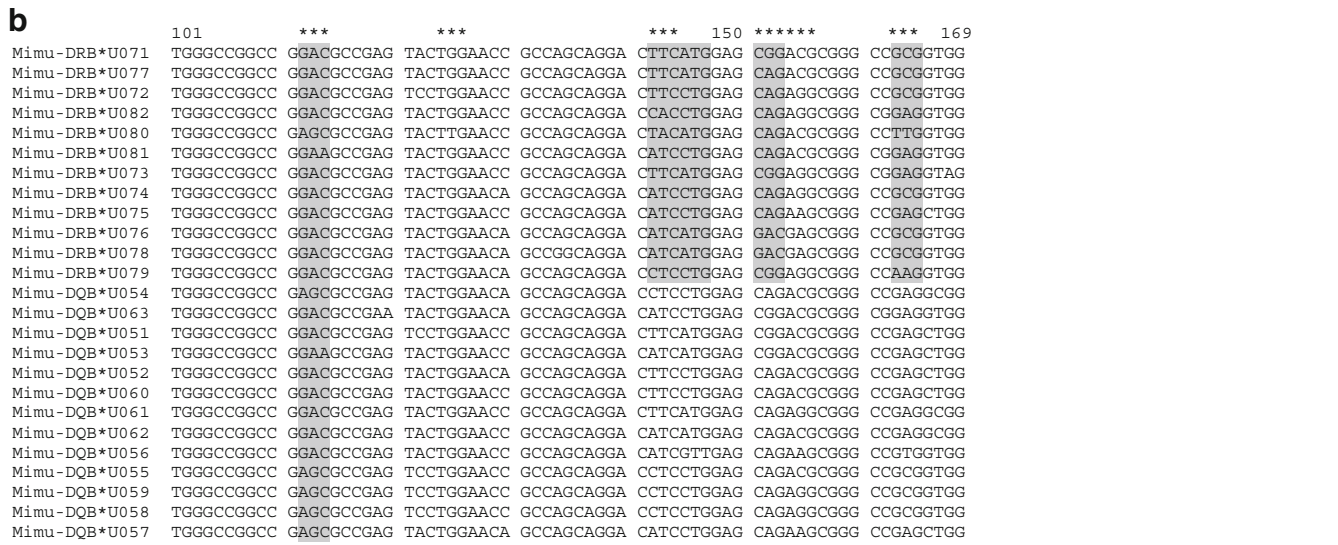 b
101 *** *** *** 150 ****** *** 169
Mimu-DRB*U071 TGGGCCGGCC GGACGCCGAG TACTGGAACC GCCAGCAGGA CTTCATGGAG CGGACGCGGG CCGCGGTGG
Mimu-DRB*U077 TGGGCCGGCC GGACGCCGAG TACTGGAACC GCCAGCAGGA CTTCATGGAG CAGACGCGGG CCGCGGTGG
Mimu-DRB*U072 TGGGCCGGCC GGACGCCGAG TCCTGGAACC GCCAGCAGGA CTTCCTGGAG CAGAGGCGGG CCGCGGTGG
Mimu-DRB*U082 TGGGCCGGCC GGACGCCGAG TACTGGAACC GCCAGCAGGA CCACCTGGAG CAGAGGCGGG CGGAGGTGG
Mimu-DRB*U080 TGGGCCGGCC GAGCGCCGAG TACTTGAACC GCCAGCAGGA CTACATGGAG CAGACGCGGG CCTTGGTGG
Mimu-DRB*U081 TGGGCCGGCC GGAAGCCGAG TACTGGAACC GCCAGCAGGA CATCCTGGAG CAGACGCGGG CGGAGGTGG
Mimu-DRB*U073 TGGGCCGGCC GGACGCCGAG TACTGGAACC GCCAGCAGGA CTTCATGGAG CGGAGGCGGG CGGAGGTAG
Mimu-DRB*U074 TGGGCCGGCC GGACGCCGAG TACTGGAACA GCCAGCAGGA CATCCTGGAG CAGAGGCGGG CCGCGGTGG
Mimu-DRB*U075 TGGGCCGGCC GGACGCCGAG TACTGGAACC GCCAGCAGGA CATCCTGGAG CAGAAGCGGG CCGAGCTGG
Mimu-DRB*U076 TGGGCCGGCC GGACGCCGAG TACTGGAACA GCCAGCAGGA CATCATGGAG GACGAGCGGG CCGCGGTGG
Mimu-DRB*U078 TGGGCCGGCC GGACGCCGAG TACTGGAACA GCCGGCAGGA CATCATGGAG GACGAGCGGG CCGCGGTGG
Mimu-DRB*U079 TGGGCCGGCC GGACGCCGAG TACTGGAACA GCCAGCAGGA CCTCCTGGAG CGGAGGCGGG CCAAGGTGG
Mimu-DQB*U054 TGGGCCGGCC GAGCGCCGAG TACTGGAACA GCCAGCAGGA CCTCCTGGAG CAGACGCGGG CCGAGGCGG
Mimu-DQB*U063 TGGGCCGGCC GGACGCCGAA TACTGGAACA GCCAGCAGGA CATCCTGGAG CGGACGCGGG CGGAGGTGG
Mimu-DQB*U051 TGGGCCGGCC GGACGCCGAG TCCTGGAACC GCCAGCAGGA CTTCATGGAG CGGACGCGGG CCGAGCTGG
Mimu-DQB*U053 TGGGCCGGCC GGAAGCCGAG TACTGGAACC GCCAGCAGGA CATCATGGAG CGGACGCGGG CCGAGCTGG
Mimu-DQB*U052 TGGGCCGGCC GGACGCCGAG TACTGGAACA GCCAGCAGGA CTTCCTGGAG CAGACGCGGG CCGAGCTGG
Mimu-DQB*U060 TGGGCCGGCC GGACGCCGAG TACTGGAACC GCCAGCAGGA CTTCCTGGAG CAGACGCGGG CCGAGCTGG
Mimu-DQB*U061 TGGGCCGGCC GGACGCCGAG TACTGGAACC GCCAGCAGGA CTTCATGGAG CAGAGGCGGG CCGAGGCGG
Mimu-DQB*U062 TGGGCCGGCC GGACGCCGAG TACTGGAACC GCCAGCAGGA CATCATGGAG CAGACGCGGG CCGAGGCGG
Mimu-DQB*U056 TGGGCCGGCC GGACGCCGAG TACTGGAACC GCCAGCAGGA CATCGTTGAG CAGAAGCGGG CCGTGGTGG
Mimu-DQB*U055 TGGGCCGGCC GAGCGCCGAG TCCTGGAACC GCCAGCAGGA CCTCCTGGAG CAGACGCGGG CCGCGGTGG
Mimu-DQB*U059 TGGGCCGGCC GAGCGCCGAG TCCTGGAACC GCCAGCAGGA CCTCCTGGAG CAGAGGCGGG CCGCGGTGG
Mimu-DQB*U058 TGGGCCGGCC GAGCGCCGAG TCCTGGAACC GCCAGCAGGA CCTCCTGGAG CAGAGGCGGG CCGCGGTGG
Mimu-DQB*U057 TGGGCCGGCC GAGCGCCGAG TACTGGAACA GCCAGCAGGA CATCCTGGAG CAGAAGCGGG CCGAGCTGG